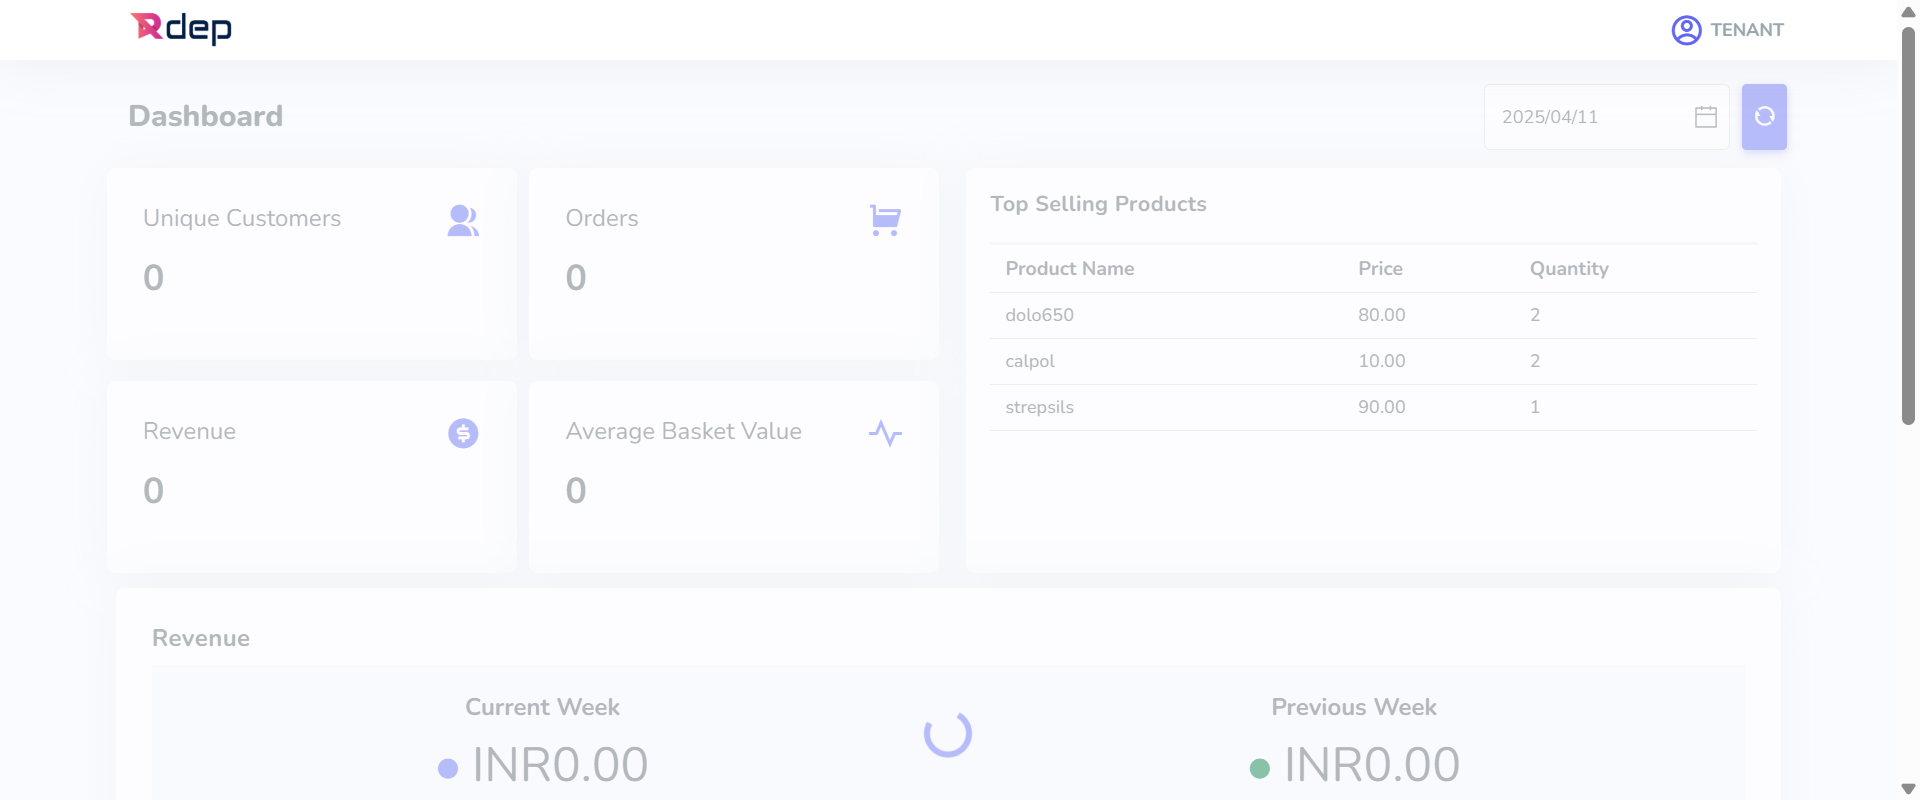 Rdep
TENANT
Dashboard
2025/04/11
Unique Customers
0
Orders
0
Revenue
0
Average Basket Value
0
Top Selling Products
Product Name Price Quantity
dolo650 80.00 2
calpol 10.00 2
strepsils 90.00 1
Revenue
Current Week
INR0.00
Previous Week
INR0.00